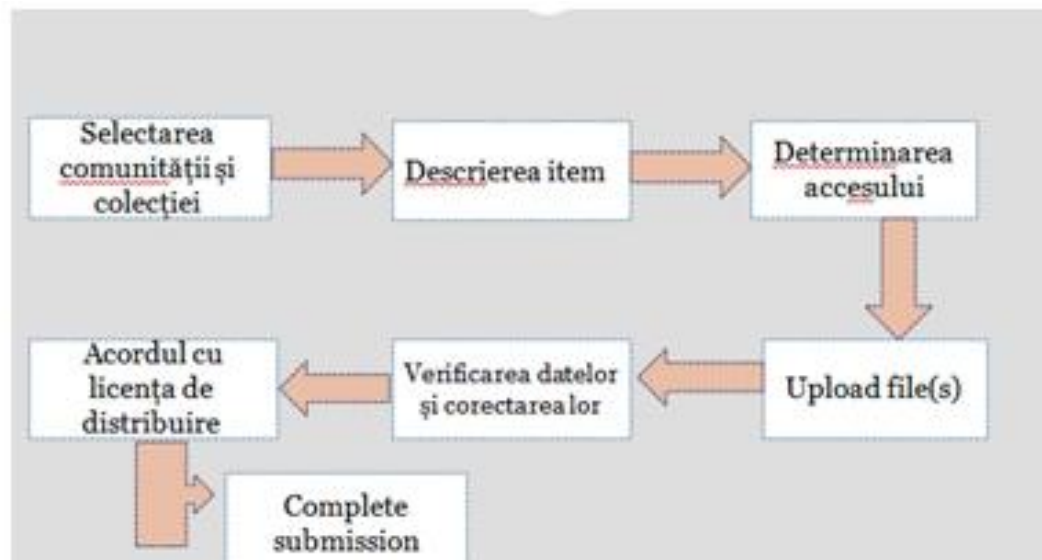 Selectarea
comunității și
colecției
Descrierea item
Determinarea
accesului
Upload file(s)
Verificarea datelor
și corectarea lor
Acordul cu
licența de
distribuire
Complete
submission